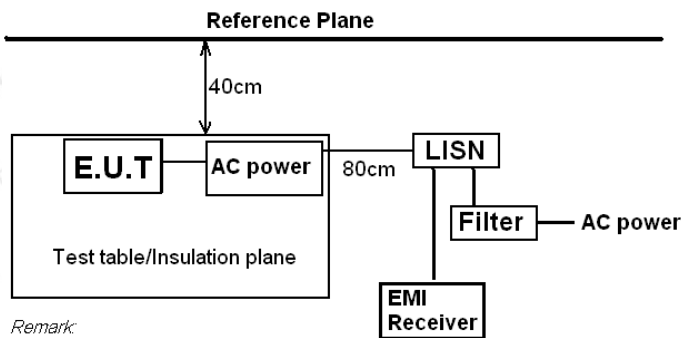 Reference Plane
40cm
E.U.T
AC power
80cm
LISN
Filter
AC power
Test table/Insulation plane
EMI
Receiver
Remark: